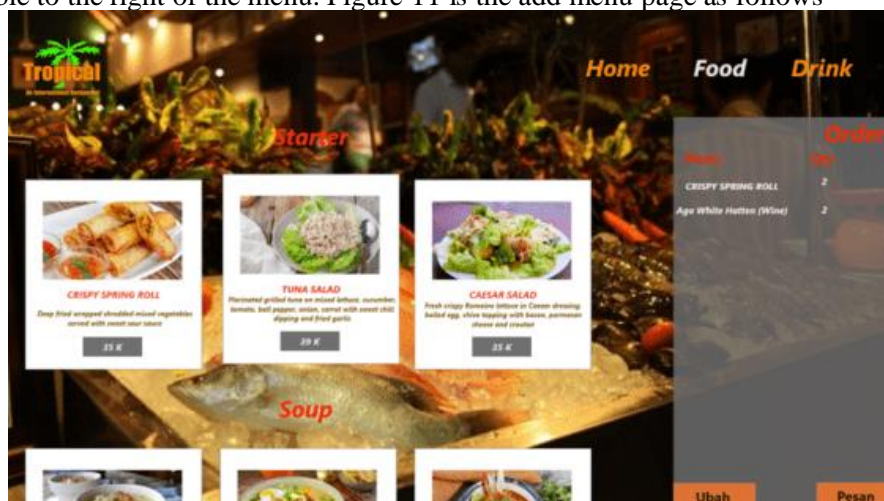 ble to the right of the menu. Figure 11 is the add menu page as follows
Tropical
Home Food Drink
Starter
Order
CRISPY SPRING ROLL 2
Aga White Hatten (Wine) 2
CRISPY SPRING ROLL
Deep fried wrapped shredded mixed vegetables
served with sweet sour sauce
35 K
TUNA SALAD
Marinated grilled tuna on mixed lettuce, cucumber,
tomato, bell pepper, onion, carrot with sweet chili
dipping and fried garlic
39 K
CAESAR SALAD
Fresh crispy Romaine lettuce in Caesar dressing,
boiled egg, shive topping with bacon, parmesan
cheese and crouton
35 K
Soup
Ubah Pesan